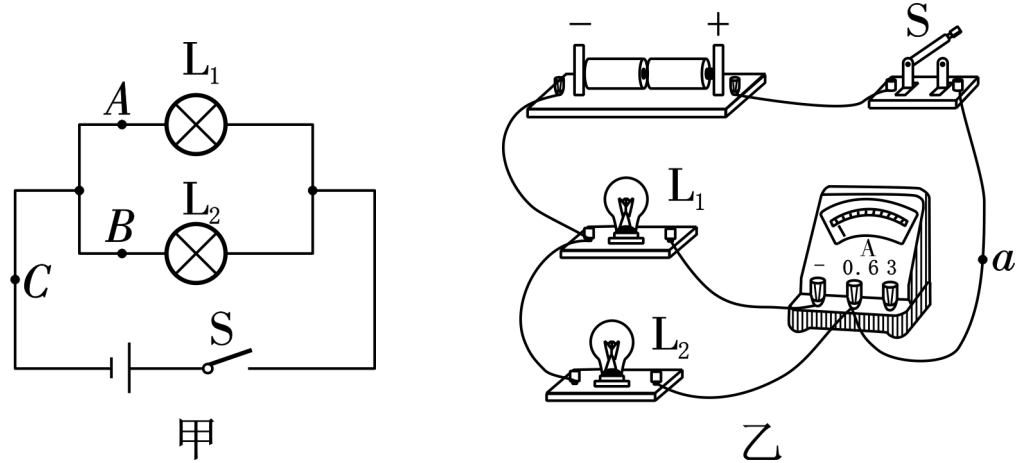 L₁
A
L₂
B
C
S
甲
− +
S
L₁
A
− 0.6 3
a
L₂
乙